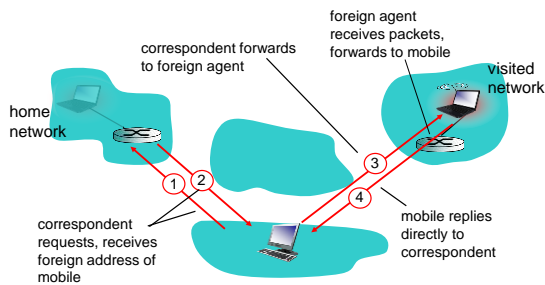 foreign agent
receives packets,
forwards to mobile
correspondent forwards
to foreign agent
visited
network
home
network
1
2
3
4
correspondent
requests, receives
foreign address of
mobile
mobile replies
directly to
correspondent